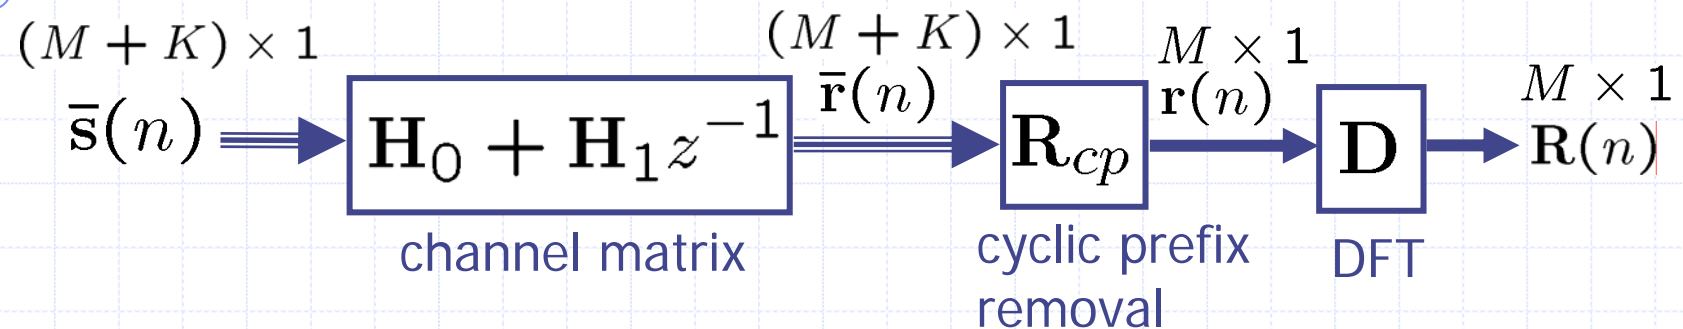 (M + K) × 1
s̅(n)
H₀ + H₁z⁻¹
channel matrix
(M + K) × 1
r̅(n)
R_cp
cyclic prefix
removal
M × 1
r(n)
D
DFT
M × 1
R(n)